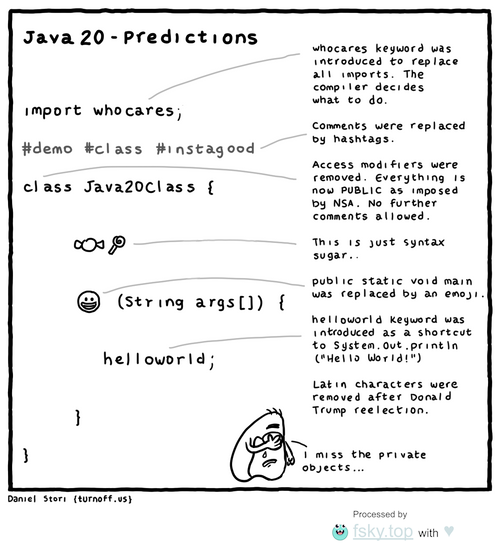 Java 20 - Predictions
whocares keyword was
introduced to replace
all imports. The
compiler decides
what to do.
import whocares;
Comments were replaced
by hashtags.
#demo #class #instagood
Access modifiers were
removed. Everything is
now PUBLIC as imposed
by NSA. No further
comments allowed.
class Java20Class {
This is just syntax
sugar..
public static void main
was replaced by an emoji.
(String args[]) {
helloworld keyword was
introduced as a shortcut
to System.out.println
("Hello World!")
helloworld;
Latin characters were
removed after Donald
Trump reelection.
}
I miss the private
objects...
}
Daniel Stori {turnoff.us}
Processed by
fsky.top with